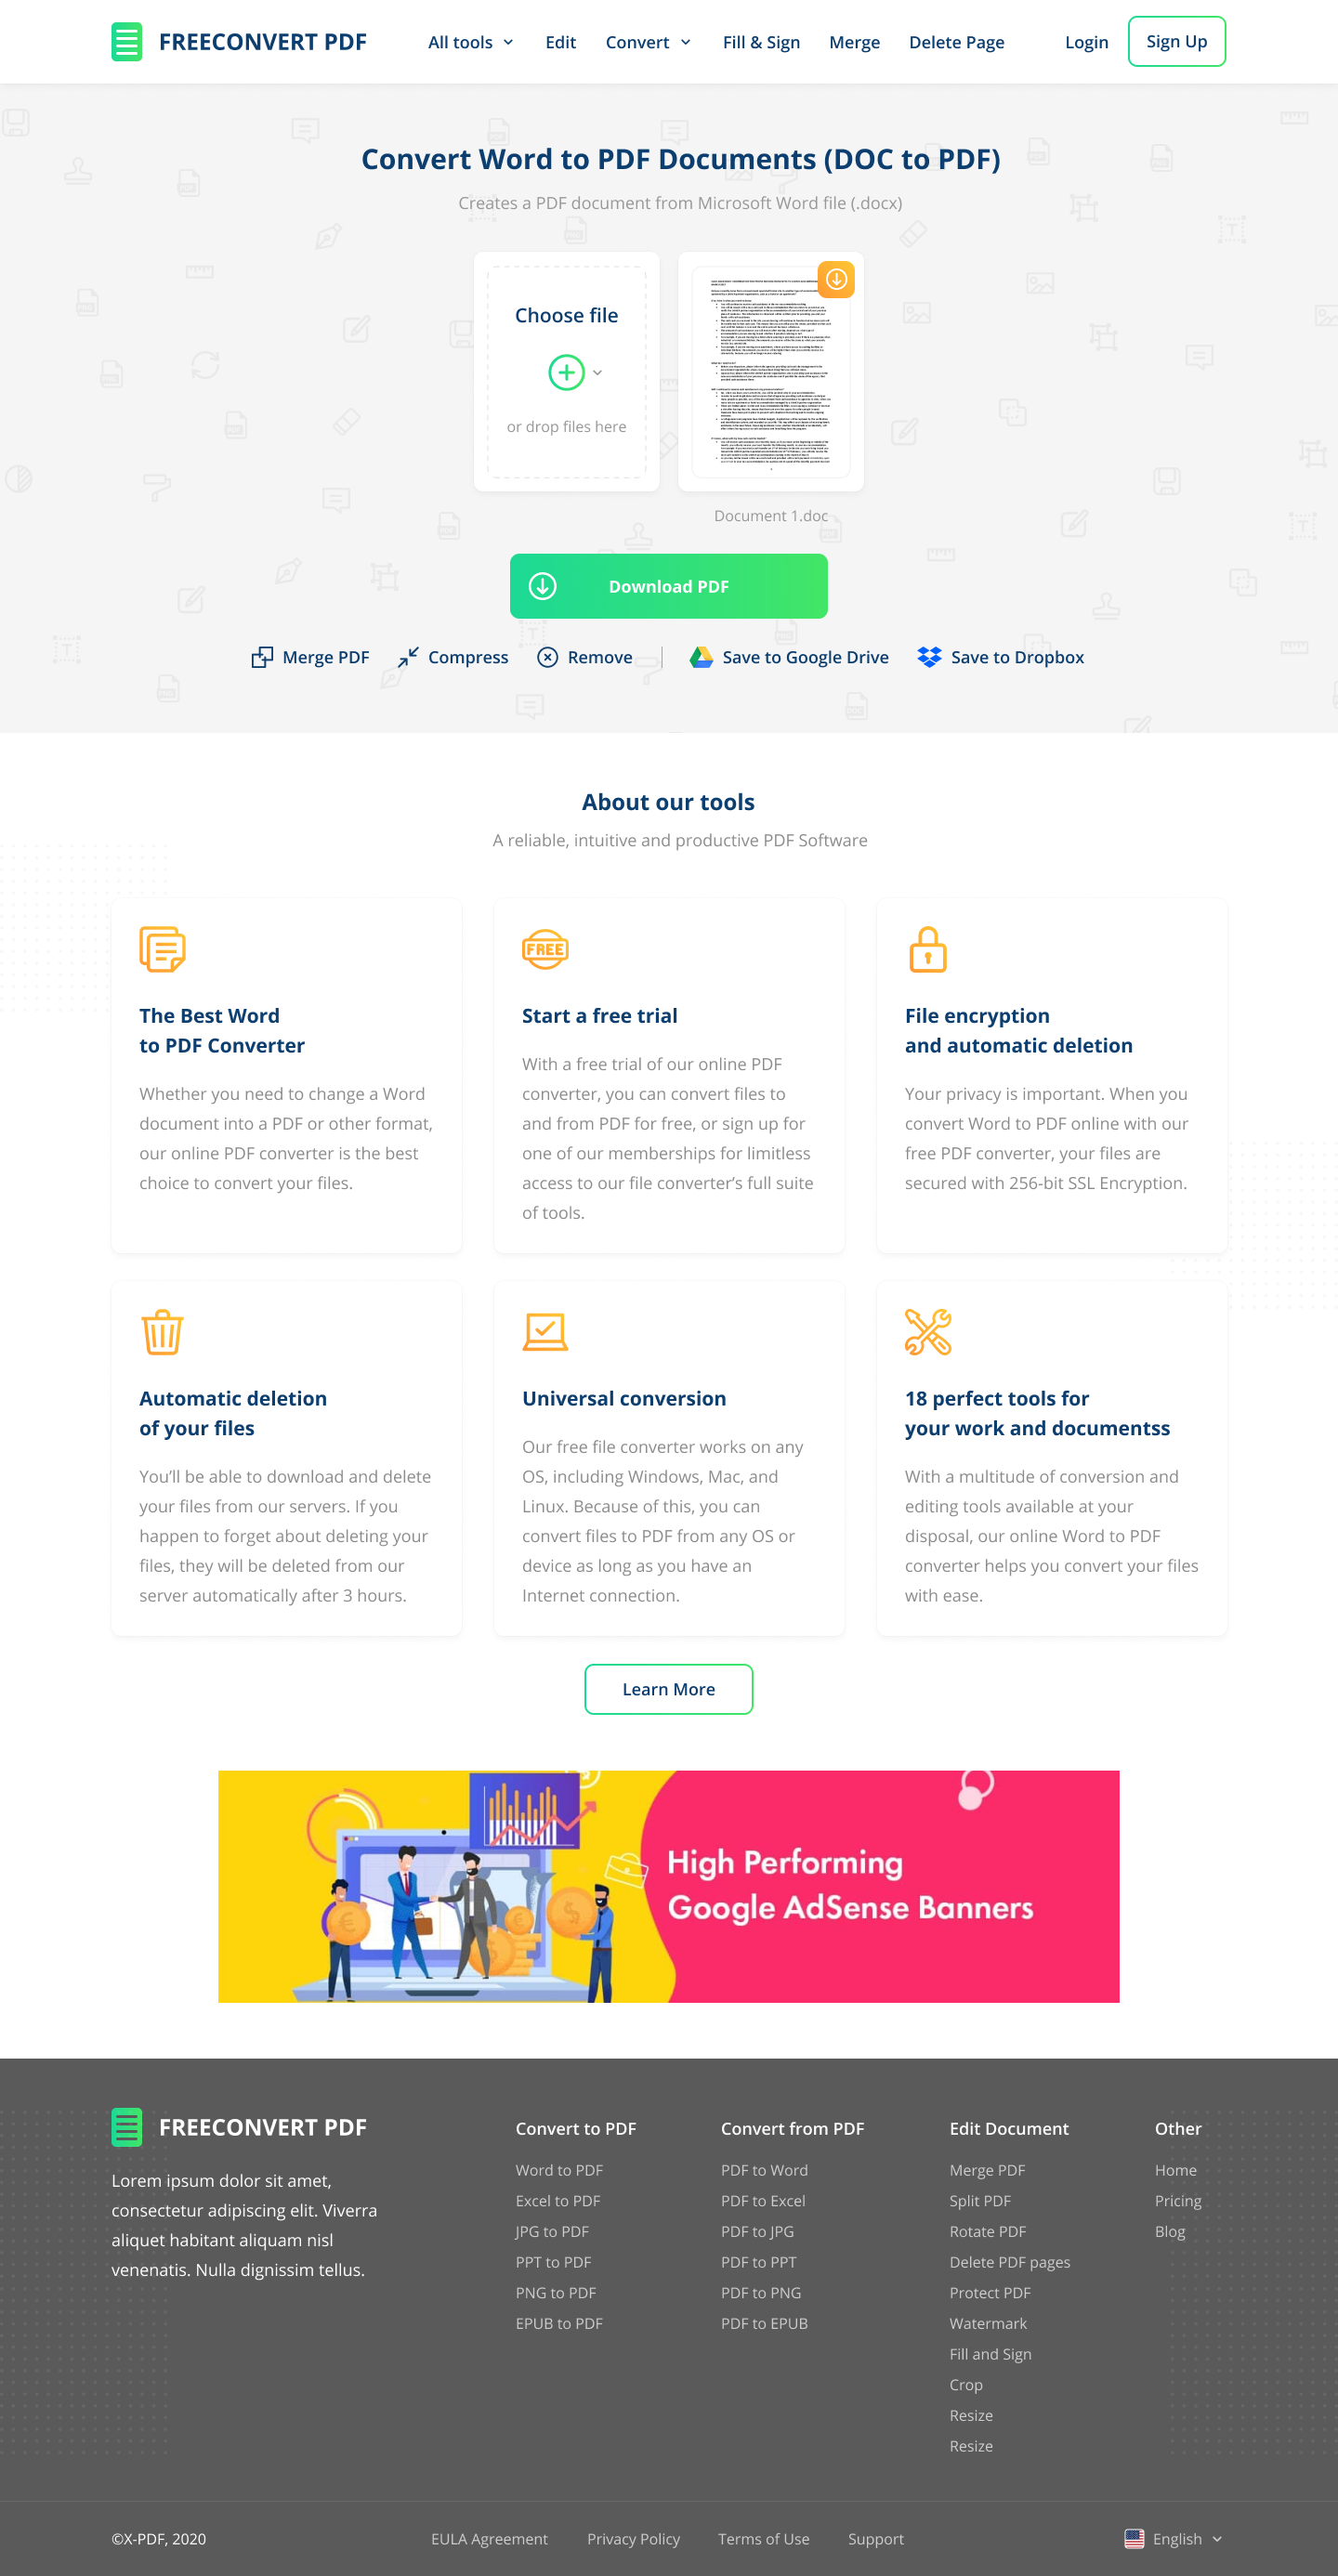 FREECONVERT PDF
All tools
Edit
Convert
Fill & Sign
Merge
Delete Page
Login
Sign Up
Convert Word to PDF Documents (DOC to PDF)
Creates a PDF document from Microsoft Word file (.docx)
Choose file
or drop files here
Document 1.doc
Download PDF
Merge PDF
Compress
Remove
Save to Google Drive
Save to Dropbox
About our tools
A reliable, intuitive and productive PDF Software
The Best Word
to PDF Converter
Whether you need to change a Word
document into a PDF or other format,
our online PDF converter is the best
choice to convert your files.
FREE
Start a free trial
With a free trial of our online PDF
converter, you can convert files to
and from PDF for free, or sign up for
one of our memberships for limitless
access to our file converter’s full suite
of tools.
File encryption
and automatic deletion
Your privacy is important. When you
convert Word to PDF online with our
free PDF converter, your files are
secured with 256-bit SSL Encryption.
Automatic deletion
of your files
You’ll be able to download and delete
your files from our servers. If you
happen to forget about deleting your
files, they will be deleted from our
server automatically after 3 hours.
Universal conversion
Our free file converter works on any
OS, including Windows, Mac, and
Linux. Because of this, you can
convert files to PDF from any OS or
device as long as you have an
Internet connection.
18 perfect tools for
your work and documentss
With a multitude of conversion and
editing tools available at your
disposal, our online Word to PDF
converter helps you convert your files
with ease.
Learn More
High Performing
Google AdSense Banners
FREECONVERT PDF
Lorem ipsum dolor sit amet,
consectetur adipiscing elit. Viverra
aliquet habitant aliquam nisl
venenatis. Nulla dignissim tellus.
Convert to PDF
Word to PDF
Excel to PDF
JPG to PDF
PPT to PDF
PNG to PDF
EPUB to PDF
Convert from PDF
PDF to Word
PDF to Excel
PDF to JPG
PDF to PPT
PDF to PNG
PDF to EPUB
Edit Document
Merge PDF
Split PDF
Rotate PDF
Delete PDF pages
Protect PDF
Watermark
Fill and Sign
Crop
Resize
Resize
Other
Home
Pricing
Blog
©X-PDF, 2020
EULA Agreement
Privacy Policy
Terms of Use
Support
English